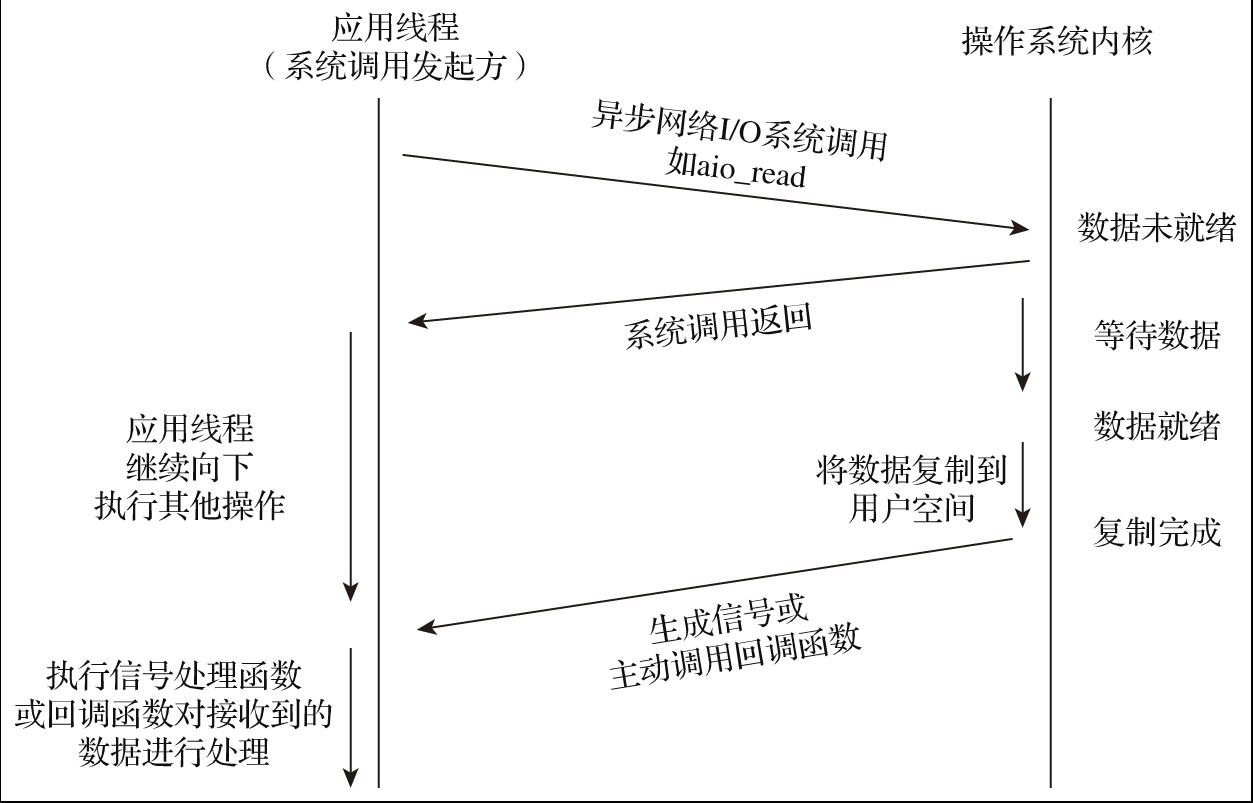 应用线程
（系统调用发起方）
操作系统内核
异步网络I/O系统调用
如aio_read
数据未就绪
系统调用返回
等待数据
应用线程
继续向下
执行其他操作
数据就绪
将数据复制到
用户空间
复制完成
生成信号或
主动调用回调函数
执行信号处理函数
或回调函数对接收到的
数据进行处理